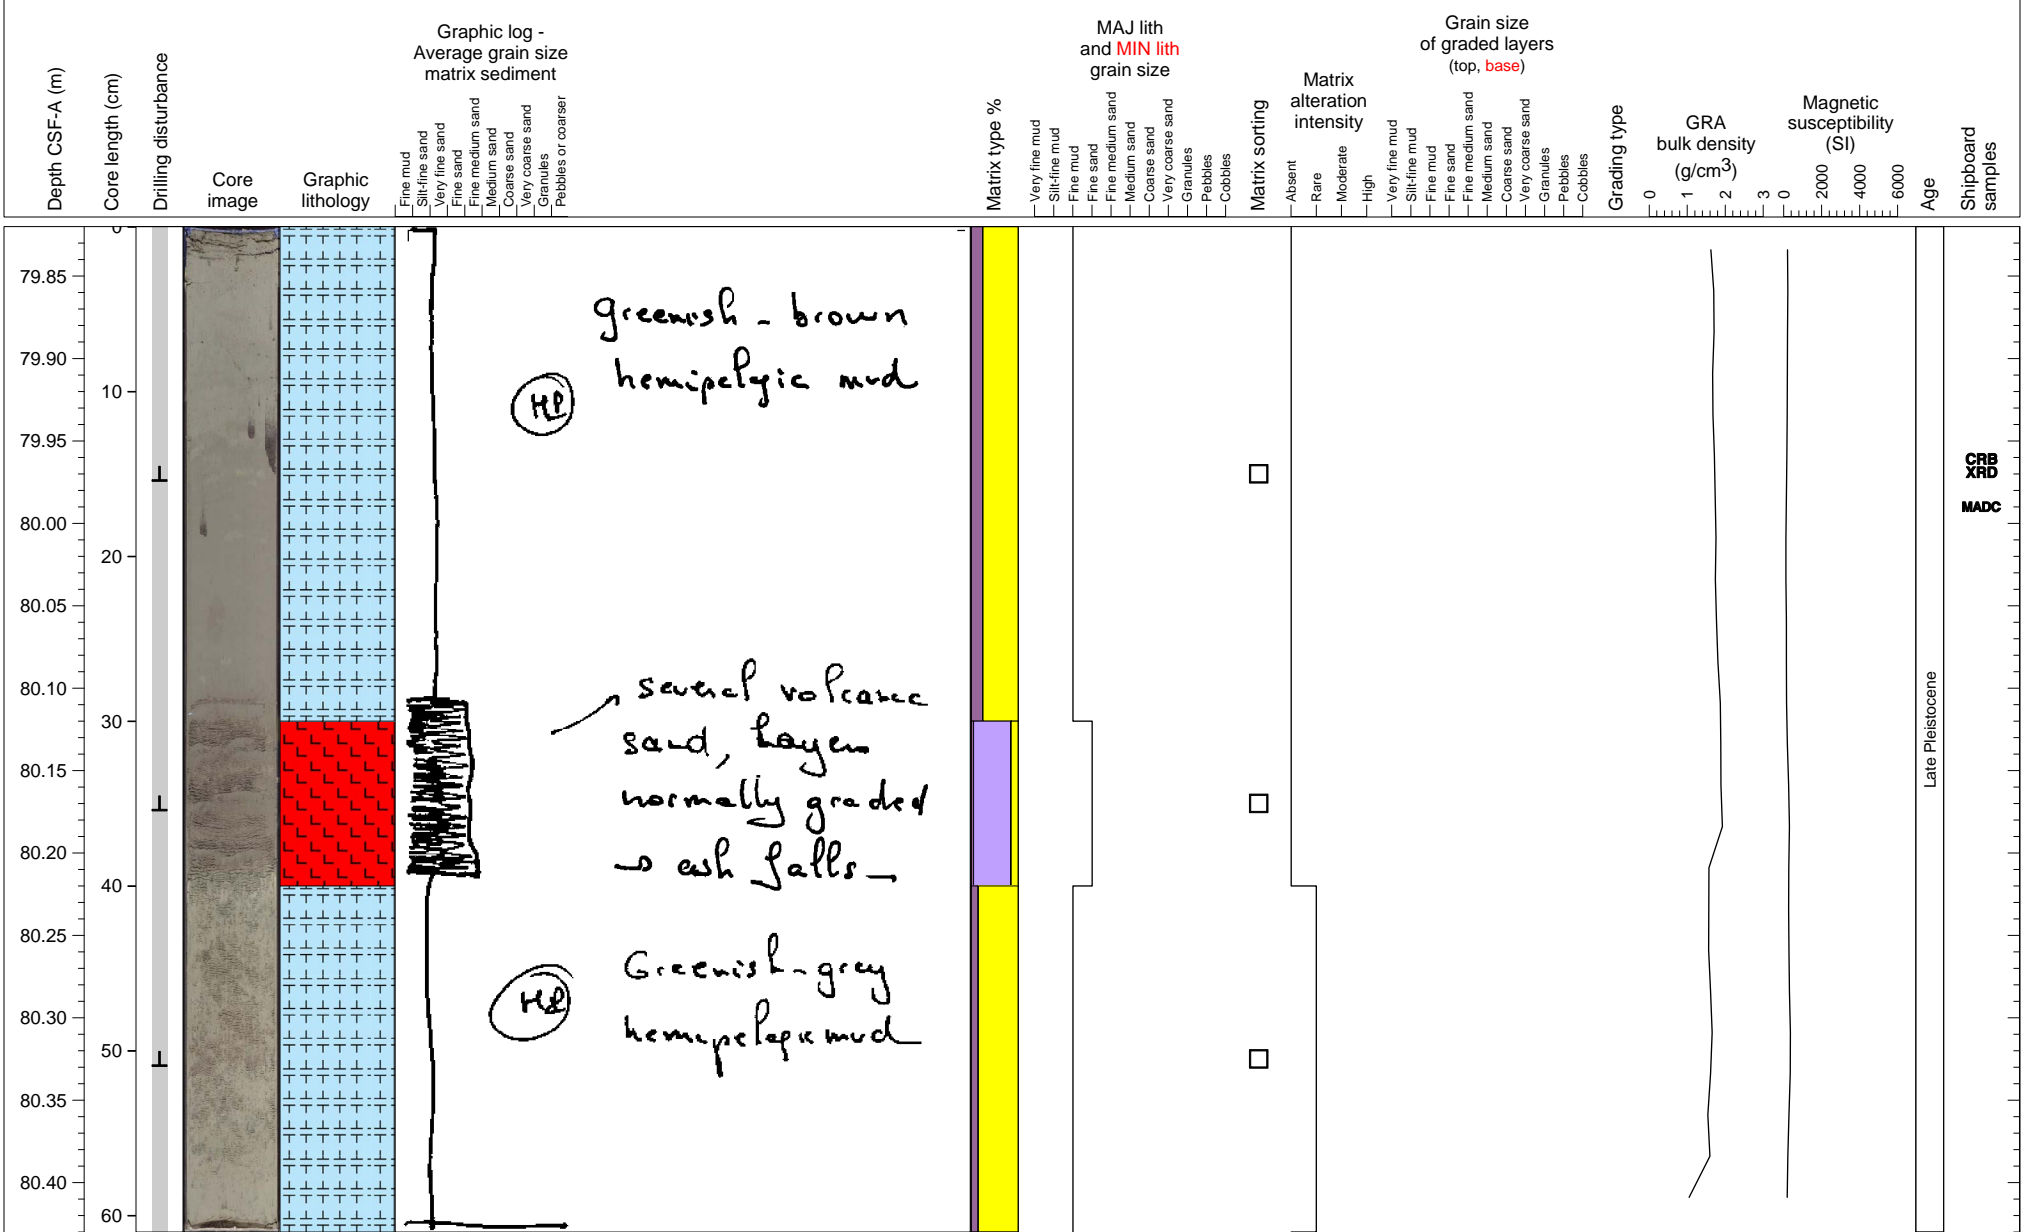 Depth CSF-A (m)
Core length (cm)
Drilling disturbance
Core
image
Graphic
lithology
Graphic log -
Average grain size
matrix sediment
Fine mud
Silt-fine sand
Very fine sand
Fine sand
Fine medium sand
Medium sand
Coarse sand
Very coarse sand
Granules
Pebbles or coarser
Matrix type %
MAJ lith
and MIN lith
grain size
Very fine mud
Silt-fine mud
Fine mud
Fine sand
Fine medium sand
Medium sand
Coarse sand
Very coarse sand
Granules
Pebbles
Cobbles
Matrix sorting
Matrix
alteration
intensity
Absent
Rare
Moderate
High
Grain size
of graded layers
(top, base)
Very fine mud
Silt-fine mud
Fine mud
Fine sand
Fine medium sand
Medium sand
Coarse sand
Very coarse sand
Granules
Pebbles
Cobbles
Grading type
GRA
bulk density
(g/cm3)
0 1 2 3
Magnetic
susceptibility
(SI)
0 2000 4000 6000
Age
Shipboard
samples
0
79.85
79.90
10
79.95
80.00
20
80.05
80.10
30
80.15
80.20
40
80.25
80.30
50
80.35
80.40
60
greenish - brown
hemipelagic mud
HP
several volcanic
sand, layers
normally graded
→ ash falls
Greenish-grey
hemipelagic mud
HP
Late Pleistocene
CRB
XRD
MADC